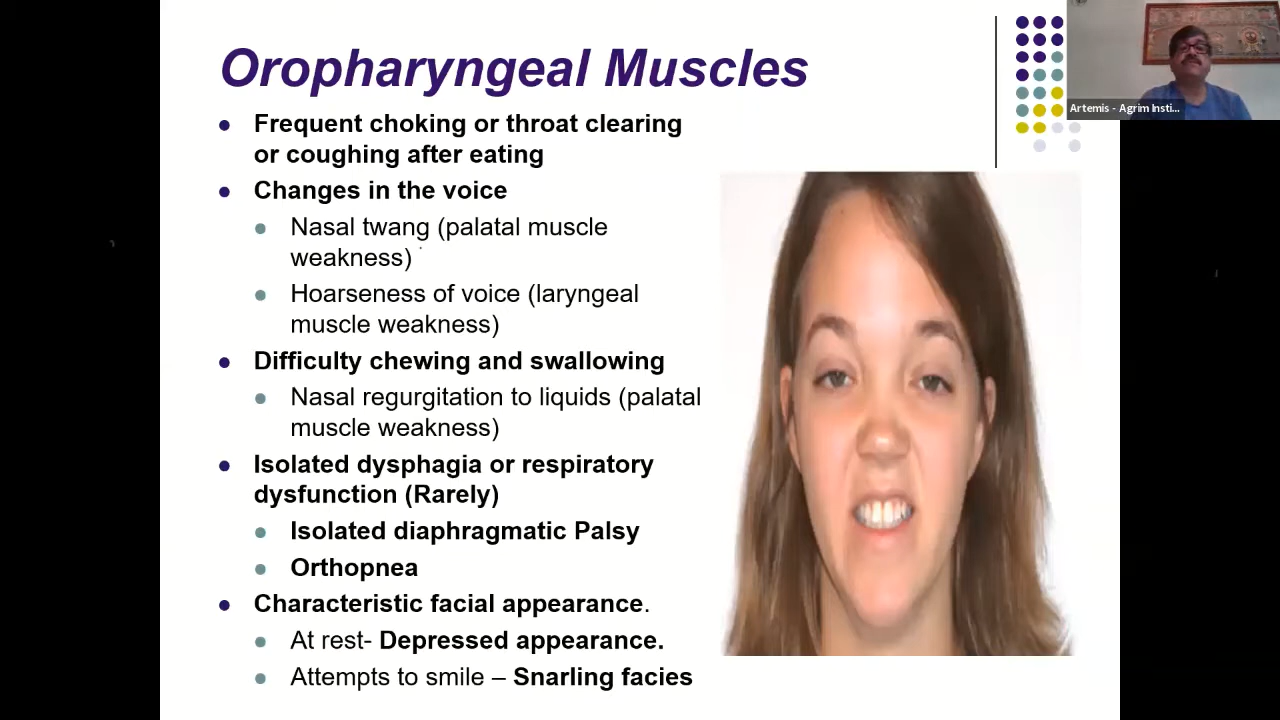 Oropharyngeal Muscles
Frequent choking or throat clearing
or coughing after eating
Changes in the voice
Nasal twang (palatal muscle
weakness)
Hoarseness of voice (laryngeal
muscle weakness)
Difficulty chewing and swallowing
Nasal regurgitation to liquids (palatal
muscle weakness)
Isolated dysphagia or respiratory
dysfunction (Rarely)
Isolated diaphragmatic Palsy
Orthopnea
Characteristic facial appearance.
At rest- Depressed appearance.
Attempts to smile – Snarling facies
Artemis - Agrim Insti...